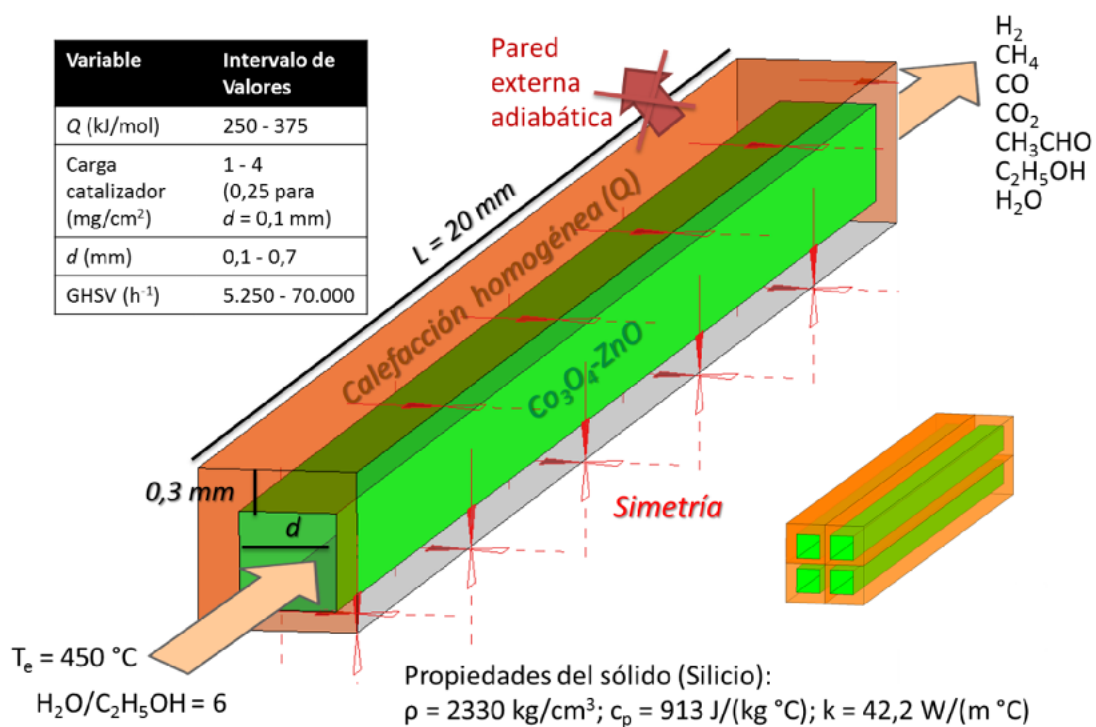 Variable Intervalo de Valores
Q (kJ/mol) 250 - 375
Carga catalizador (mg/cm²) 1 - 4 (0,25 para d = 0,1 mm)
d (mm) 0,1 - 0,7
GHSV (h⁻¹) 5.250 - 70.000
Pared
externa
adiabática
H₂
CH₄
CO
CO₂
CH₃CHO
C₂H₅OH
H₂O
L = 20 mm
Calefacción homogénea (Q)
Co₃O₄-ZnO
0,3 mm
d
Simetría
Tₑ = 450 °C
H₂O/C₂H₅OH = 6
Propiedades del sólido (Silicio):
ρ = 2330 kg/cm³; cₚ = 913 J/(kg °C); k = 42,2 W/(m °C)